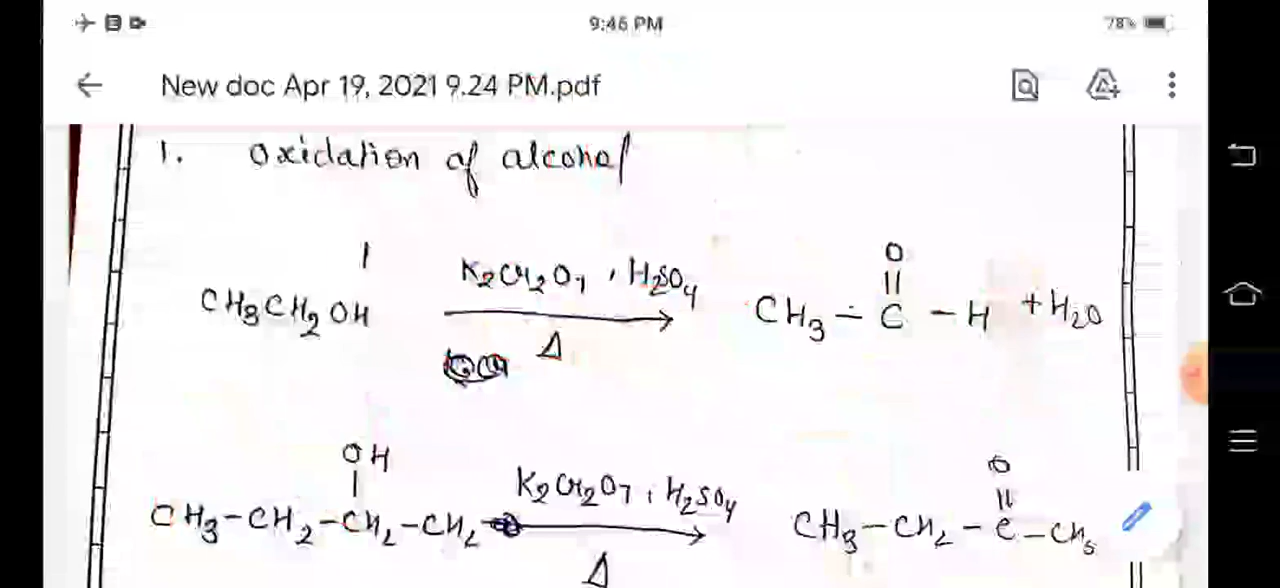 9:46 PM
78%
New doc Apr 19, 2021 9.24 PM.pdf
1. Oxidation of alcohol
CH3CH2OH K2Cr2O7, H2SO4 Δ CH3-C-H + H2O
O
OH
CH3-CH2-CH2-CH2 K2Cr2O7, H2SO4 Δ CH3-CH2-C-CH3
O